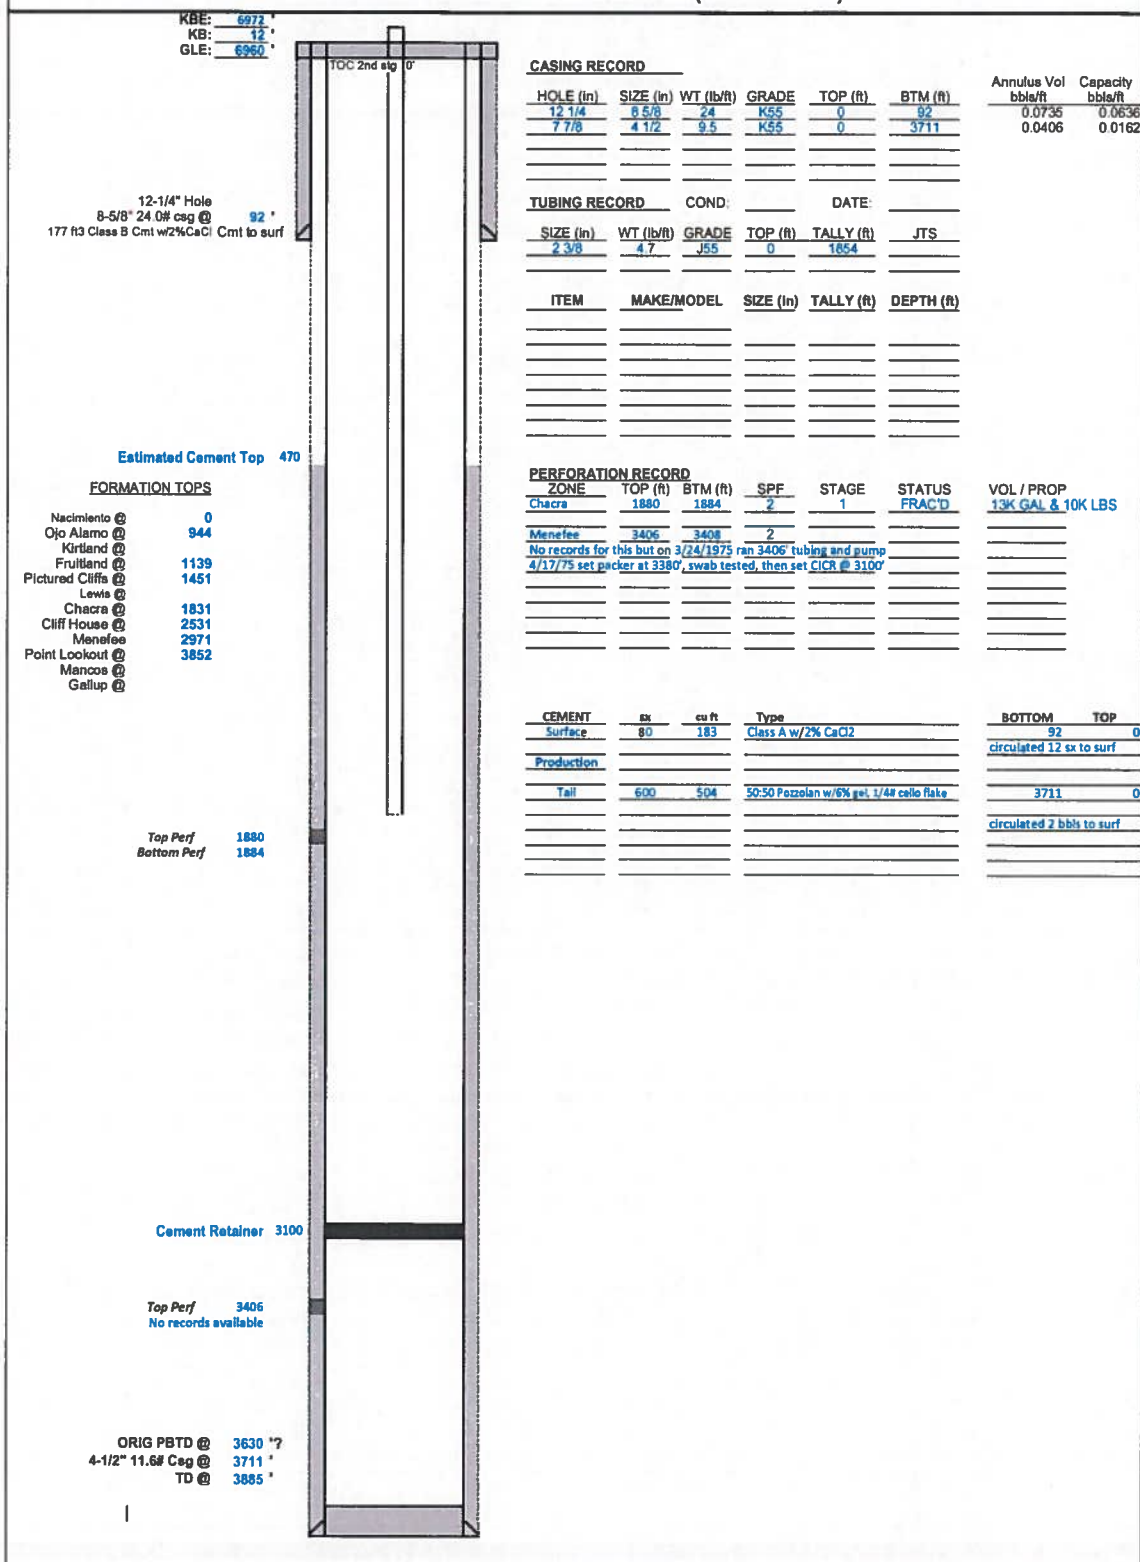 KBE: 6972 '
KB: 12 '
GLE: 6960 '
TOC 2nd stg 0'
12-1/4" Hole
8-5/8" 24.0# csg @ 92 '
177 ft3 Class B Cmt w/2%CaCl Cmt to surf
Estimated Cement Top 470
FORMATION TOPS
Nacimiento @ 0
Ojo Alamo @ 944
Kirtland @
Fruitland @ 1139
Pictured Cliffs @ 1451
Lewis @
Chacra @ 1831
Cliff House @ 2531
Menefee 2971
Point Lookout @ 3852
Mancos @
Gallup @
Top Perf 1880
Bottom Perf 1884
Cement Retainer 3100
Top Perf 3406
No records available
ORIG PBTD @ 3630 '?
4-1/2" 11.6# Csg @ 3711 '
TD @ 3885 '
CASING RECORD
HOLE (in) SIZE (in) WT (lb/ft) GRADE TOP (ft) BTM (ft) Annulus Vol bbls/ft Capacity bbls/ft
12 1/4 8 5/8 24 K55 0 92 0.0735 0.0636
7 7/8 4 1/2 9.5 K55 0 3711 0.0406 0.0162
TUBING RECORD COND: DATE:
SIZE (in) WT (lb/ft) GRADE TOP (ft) TALLY (ft) JTS
2 3/8 4.7 J55 0 1854
ITEM MAKE/MODEL SIZE (in) TALLY (ft) DEPTH (ft)
PERFORATION RECORD
ZONE TOP (ft) BTM (ft) SPF STAGE STATUS VOL / PROP
Chacra 1880 1884 2 1 FRAC'D 13K GAL & 10K LBS
Menefee 3406 3408 2
No records for this but on 3/24/1975 ran 3406' tubing and pump
4/17/75 set packer at 3380', swab tested, then set CICR @ 3100'
CEMENT sx cu ft Type BOTTOM TOP
Surface 80 183 Class A w/2% CaCl2 92 0
circulated 12 sx to surf
Production
Tail 600 504 50:50 Pozzolan w/6% gel, 1/4# cello flake 3711 0
circulated 2 bbls to surf